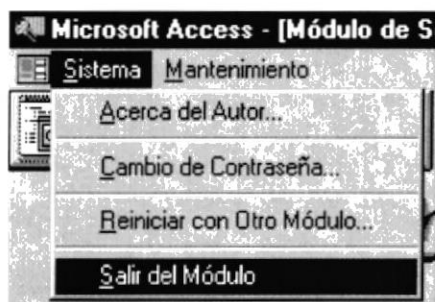 Microsoft Access - [Módulo de S
Sistema Mantenimiento
Acerca del Autor...
Cambio de Contraseña...
Reiniciar con Otro Módulo...
Salir del Módulo